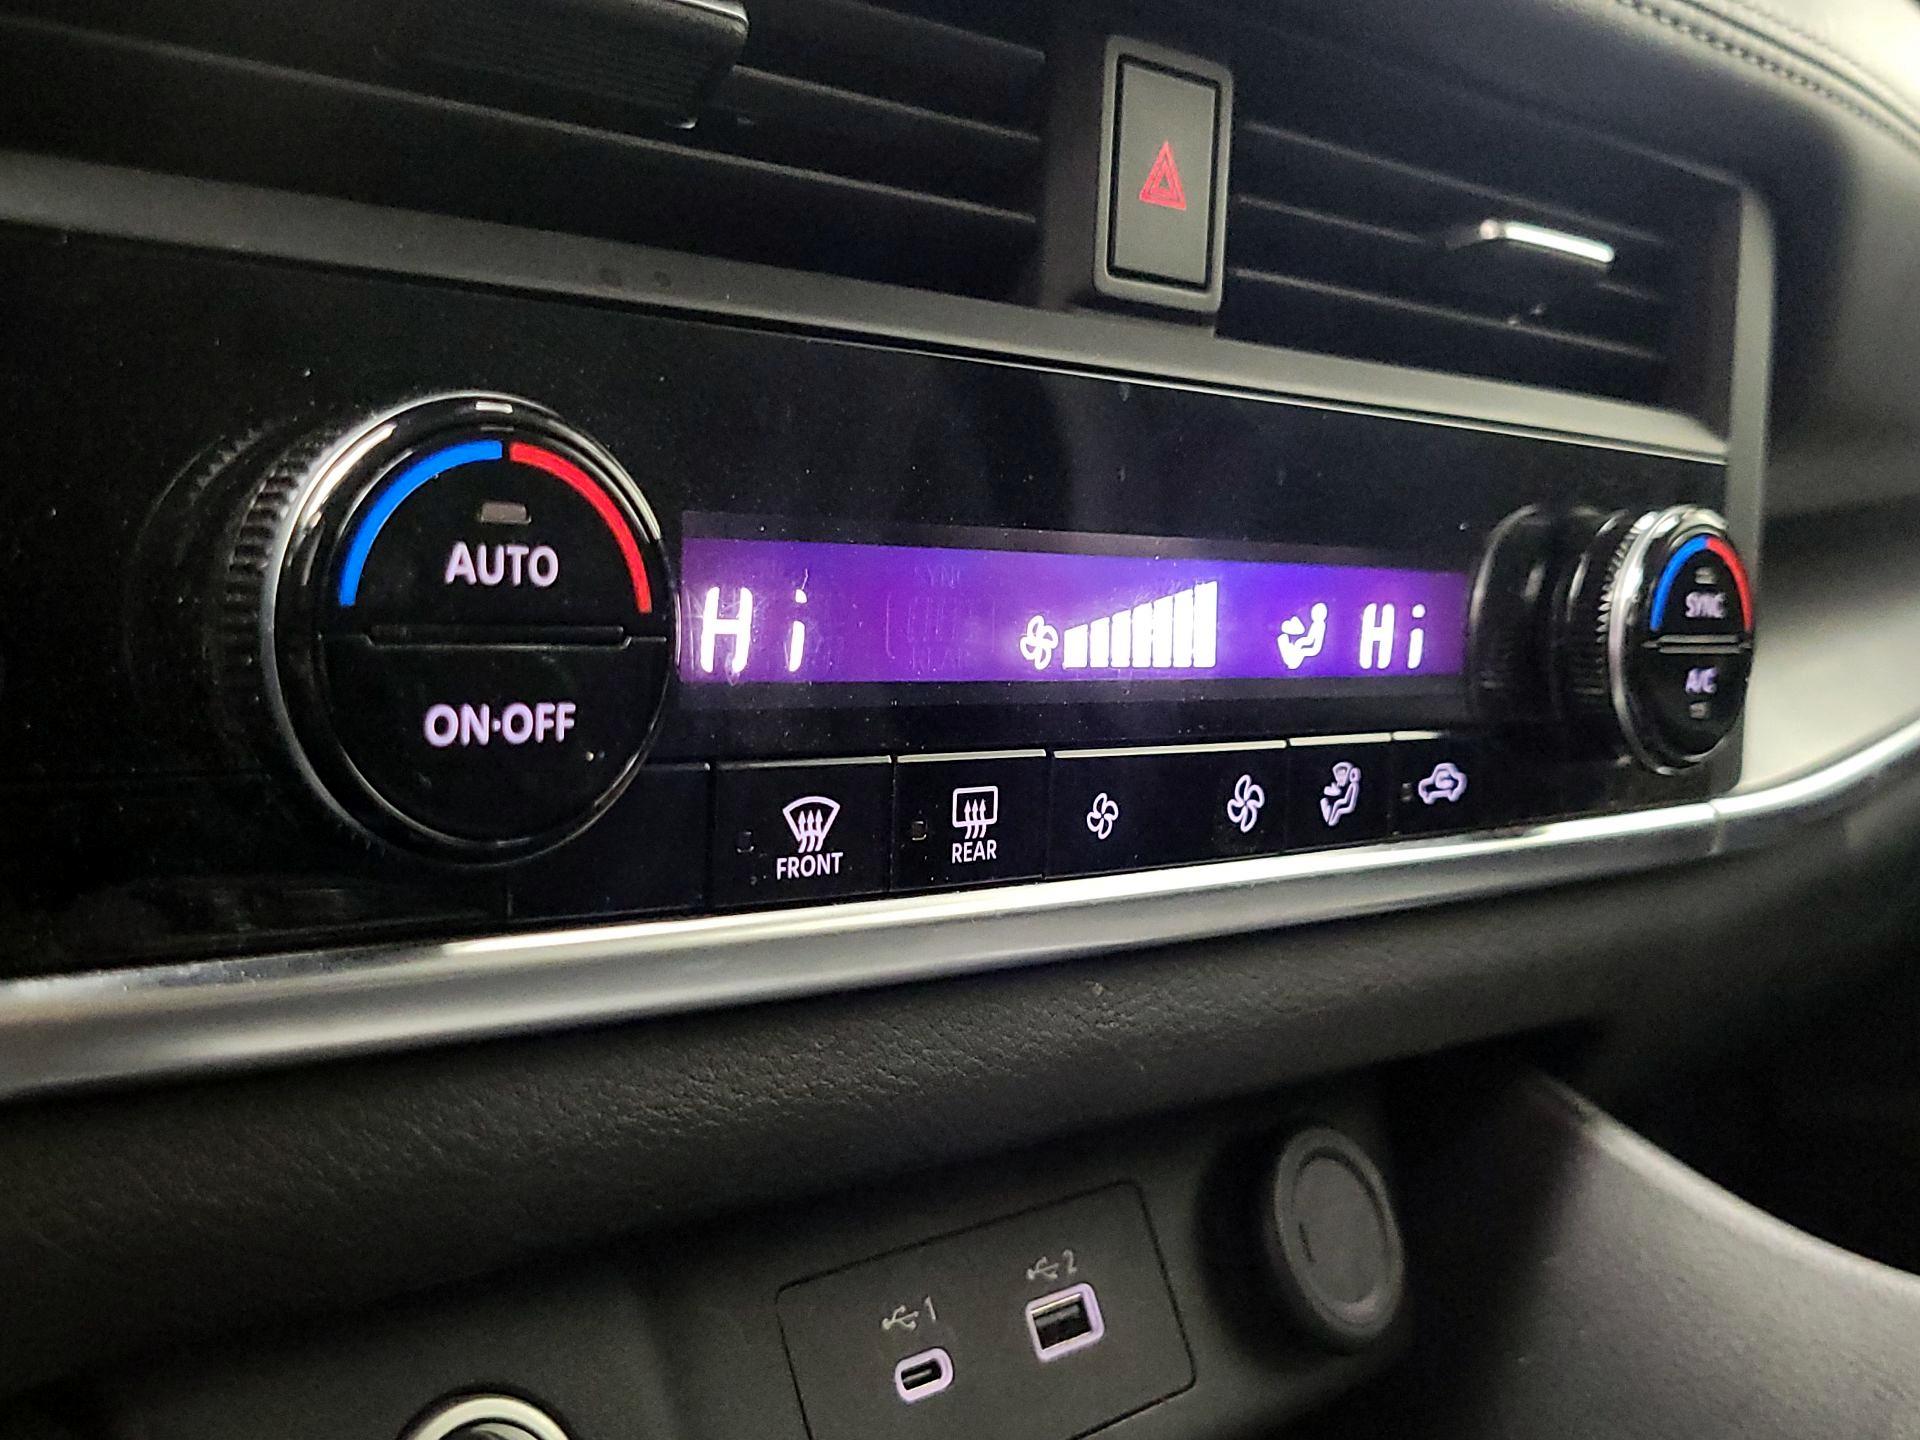 AUTO
ON·OFF
Hi
Hi
SYNC
A/C
FRONT
REAR
1
2